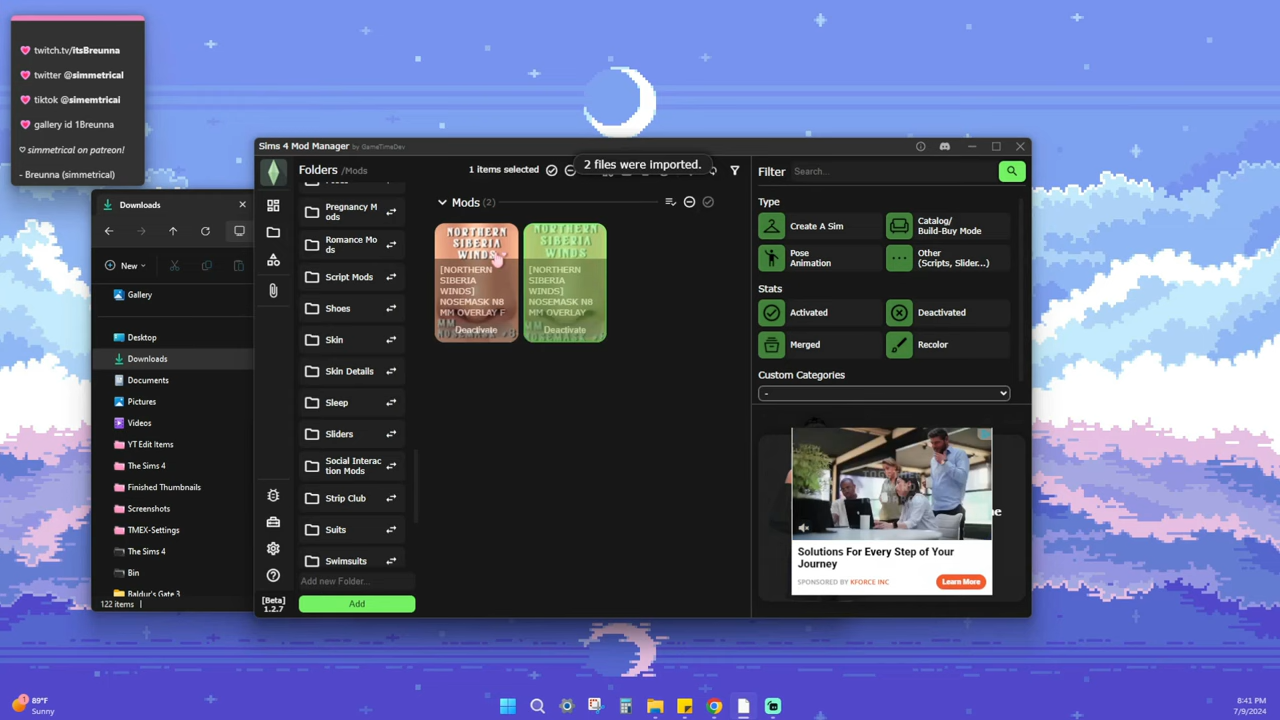 twitch.tv/itsBreunna
twitter @simmetrical
tiktok @simemtrical
gallery id 1Breunna
simmetrical on patreon!
- Breunna (simmetrical)
Downloads
New
Gallery
Desktop
Downloads
Documents
Pictures
Videos
YT Edit Items
The Sims 4
Finished Thumbnails
Screenshots
TMEX-Settings
The Sims 4
Bin
Baldur's Gate 3
122 items
Sims 4 Mod Manager by GameTimeDev
Folders /Mods
1 items selected
2 files were imported.
Pregnancy M
ods
Romance Mo
ds
Script Mods
Shoes
Skin
Skin Details
Sleep
Sliders
Social Interac
tion Mods
Strip Club
Suits
Swimsuits
Add new Folder...
Add
[Beta]
1.2.7
Mods (2)
NORTHERN
SIBERIA
WINDS
[NORTHERN
SIBERIA
WINDS]
NOSEMASK N8
MM OVERLAY F
Deactivate
NORTHERN
SIBERIA
WINDS
[NORTHERN
SIBERIA
WINDS]
NOSEMASK N8
MM OVERLAY
Deactivate
Filter
Search...
Type
Create A Sim
Catalog/
Build-Buy Mode
Pose
Animation
Other
(Scripts, Slider...)
Stats
Activated
Deactivated
Merged
Recolor
Custom Categories
-
Solutions For Every Step of Your
Journey
SPONSORED BY KFORCE INC
Learn More
1
89°F
Sunny
8:41 PM
7/9/2024